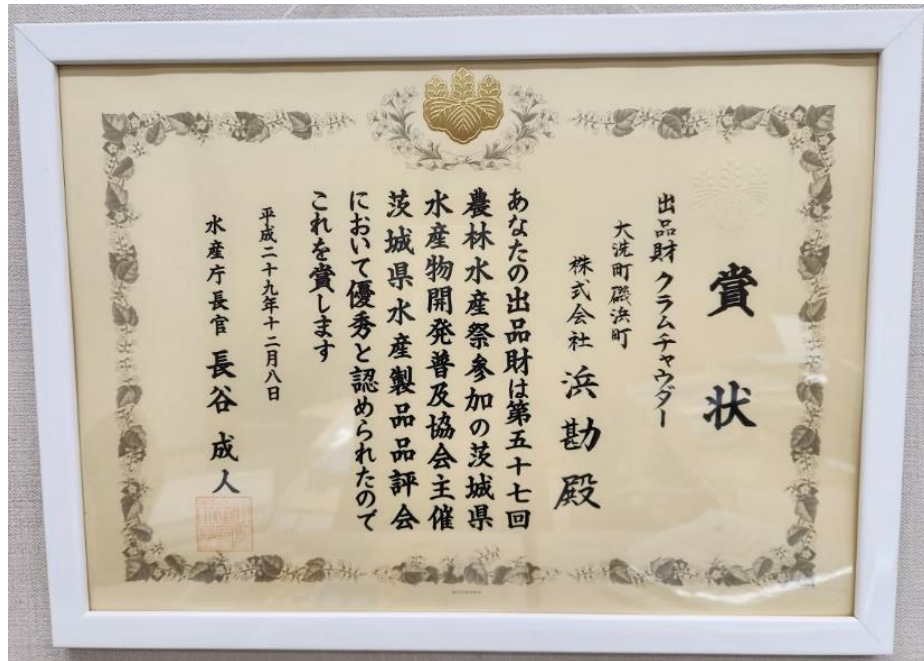 賞状
出品財 クラムチャウダー
大洗町磯浜町
株式会社 浜勘殿
あなたの出品財は第五十七回
農林水産祭参加の茨城県
水産物開発普及協会主催
茨城県水産製品品評会
において優秀と認められたので
これを賞します
平成二十九年十二月八日
水産庁長官 長谷成人